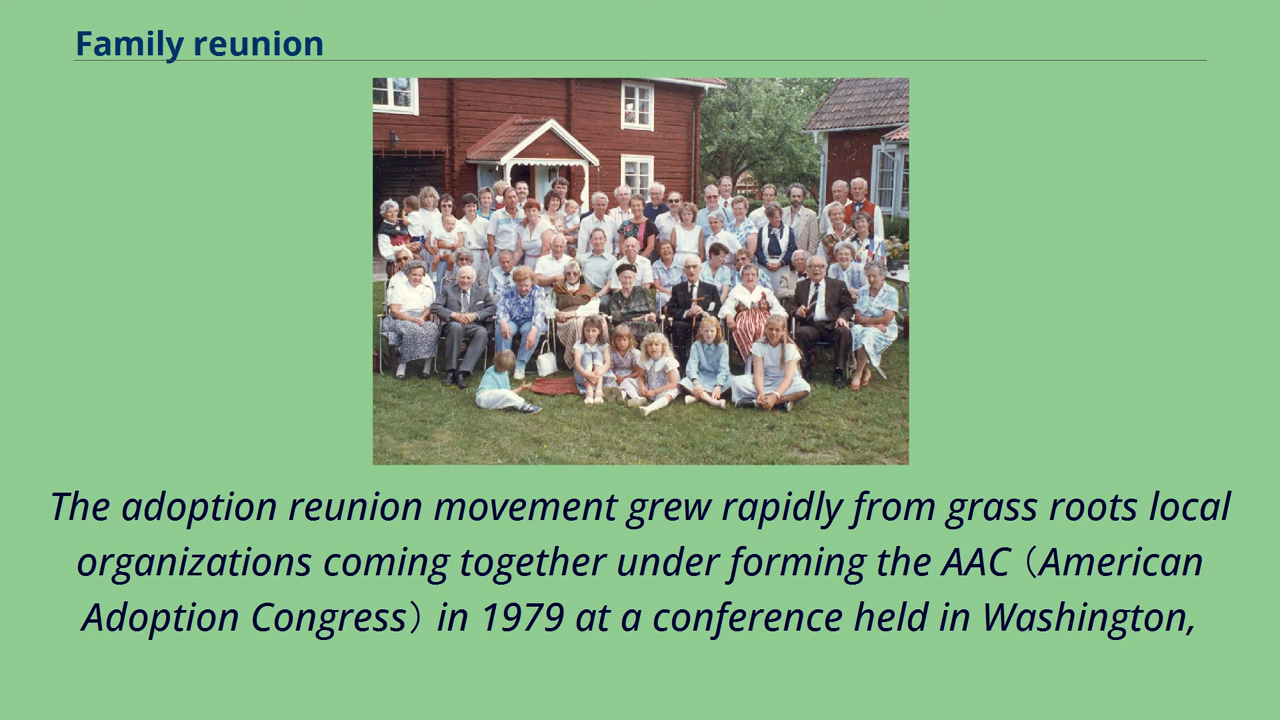 Family reunion
The adoption reunion movement grew rapidly from grass roots local
organizations coming together under forming the AAC（American
Adoption Congress）in 1979 at a conference held in Washington,